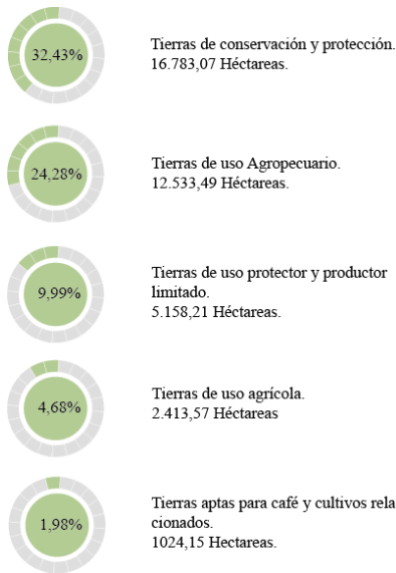 32,43%
Tierras de conservación y protección.
16.783,07 Héctareas.
24,28%
Tierras de uso Agropecuario.
12.533,49 Héctareas.
9,99%
Tierras de uso protector y productor
limitado.
5.158,21 Héctareas.
4,68%
Tierras de uso agrícola.
2.413,57 Héctareas
1,98%
Tierras aptas para café y cultivos rela
cionados.
1024,15 Hectareas.